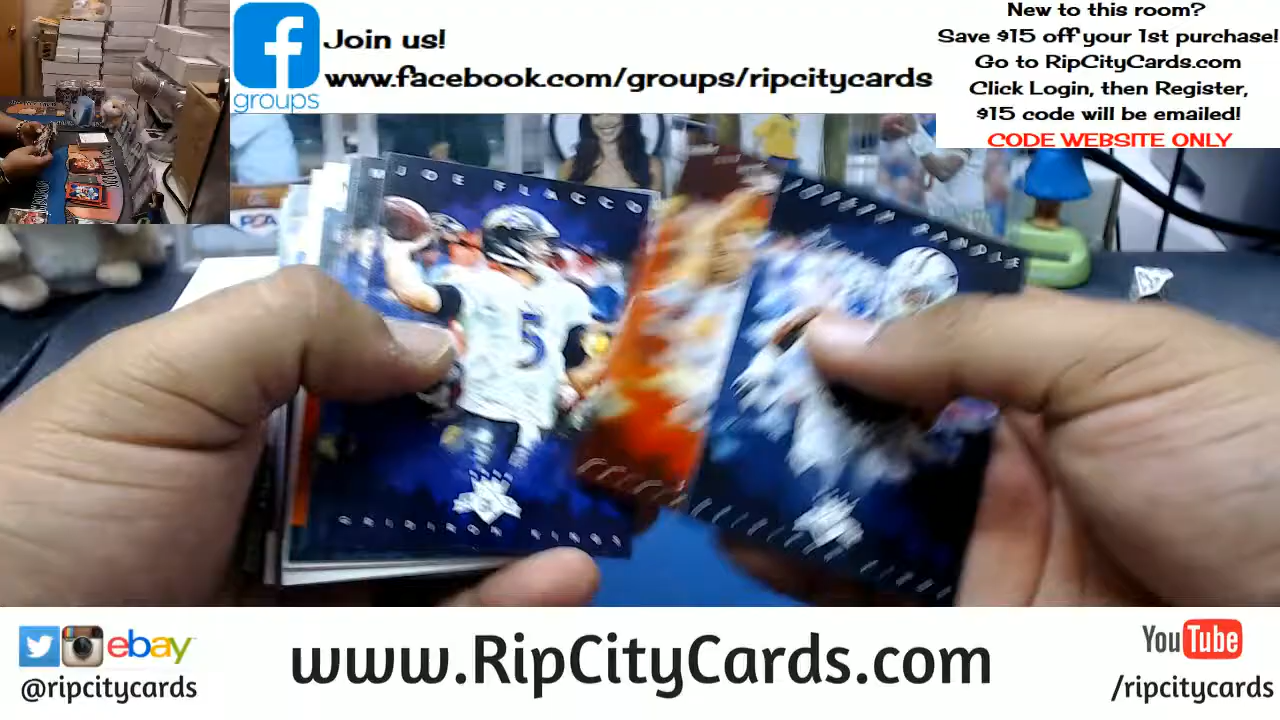 Join us!
www.facebook.com/groups/ripcitycards
groups
New to this room?
Save $15 off your 1st purchase!
Go to RipCityCards.com
Click Login, then Register,
$15 code will be emailed!
CODE WEBSITE ONLY
PSA
JOE FLACCO
JOSEPH RANDLE
5
GRIDIRON KINGS
ebay
@ripcitycards
www.RipCityCards.com
YouTube
/ripcitycards